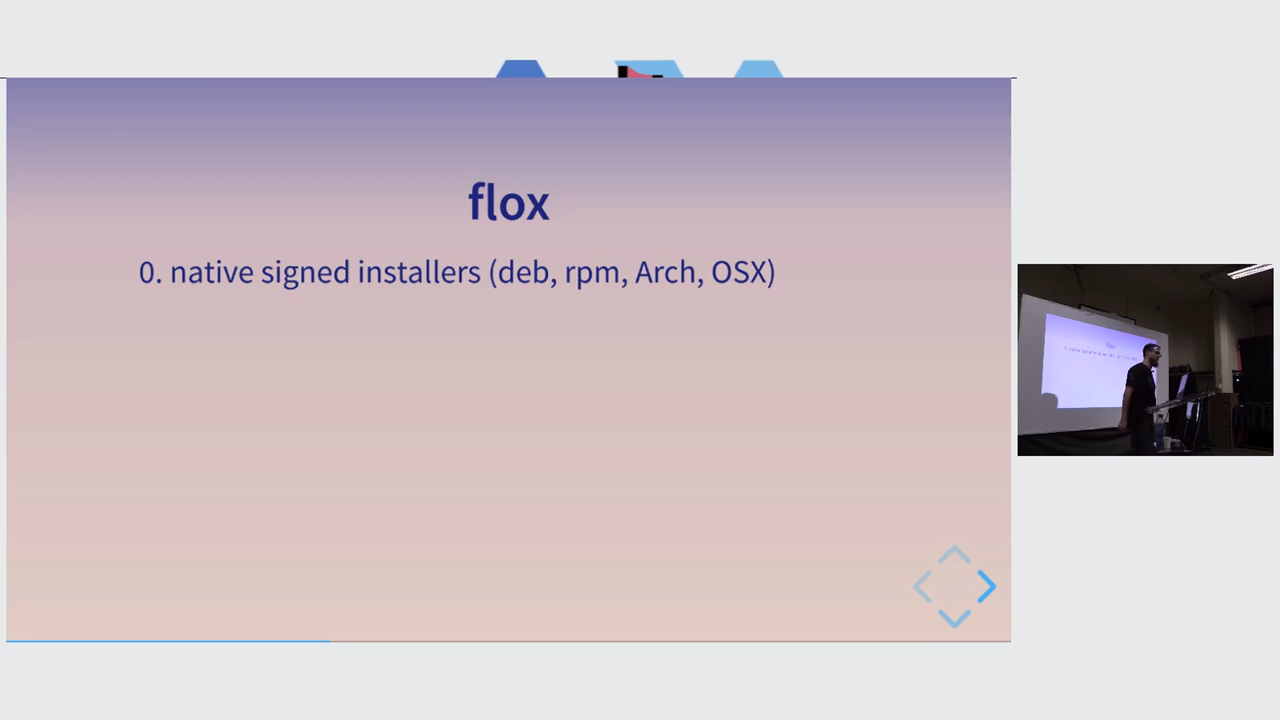 flox
0. native signed installers (deb, rpm, Arch, OSX)